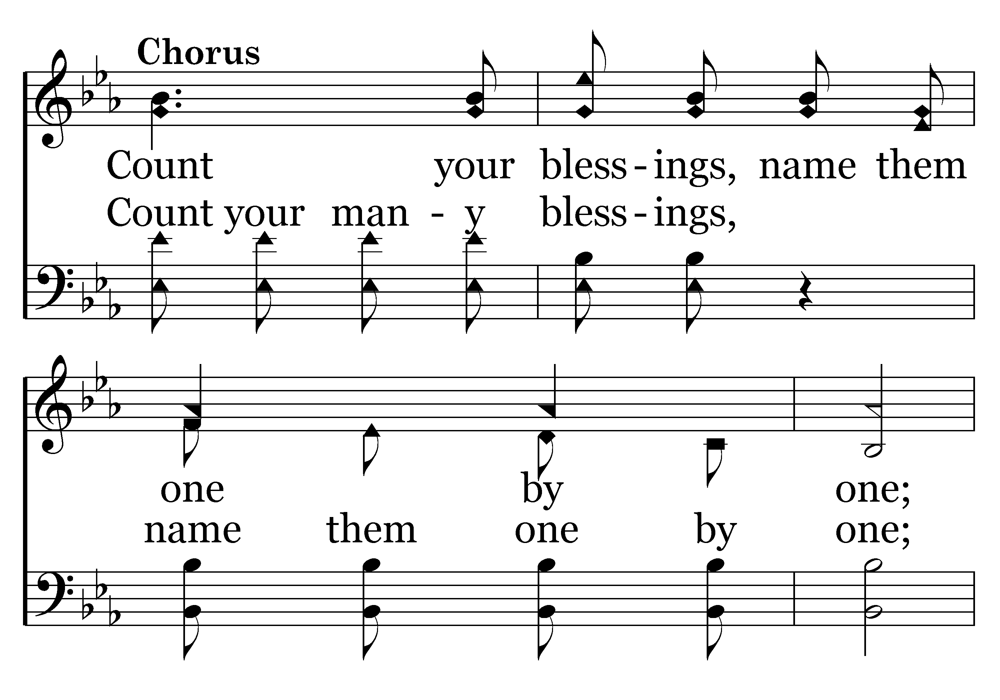 Chorus
Count your bless - ings, name them
Count your man - y bless - ings,
one by one;
name them one by one;